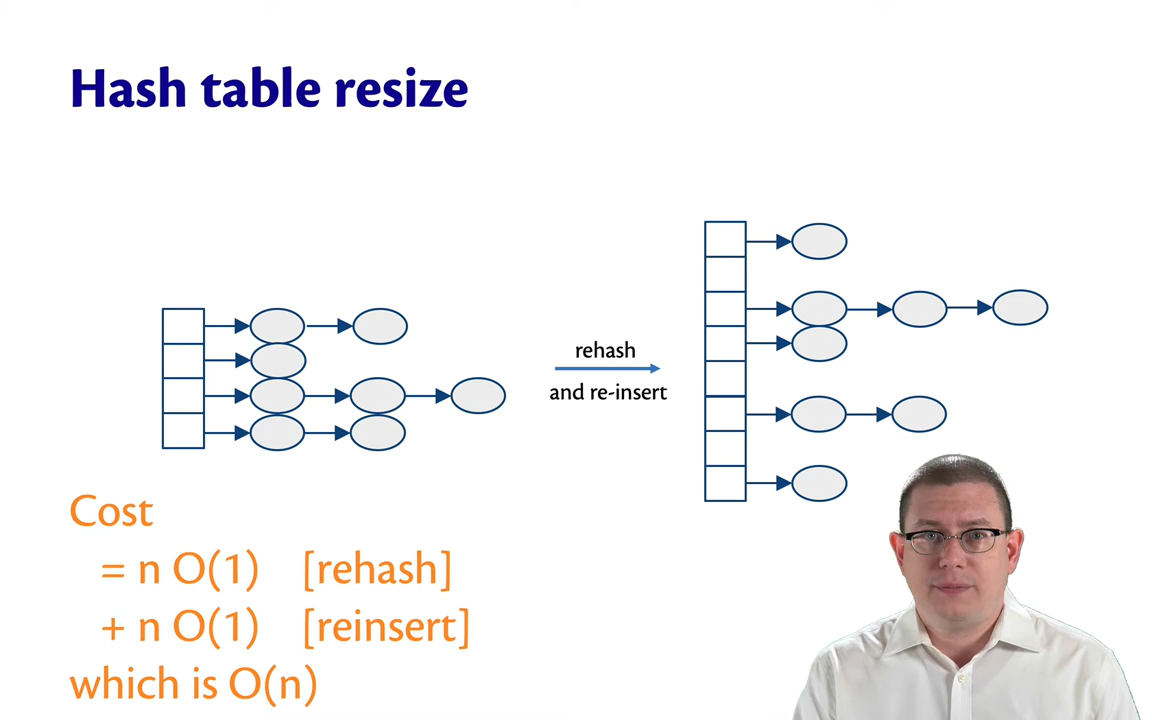 Hash table resize
rehash
and re-insert
Cost
= n O(1) [rehash]
+ n O(1) [reinsert]
which is O(n)